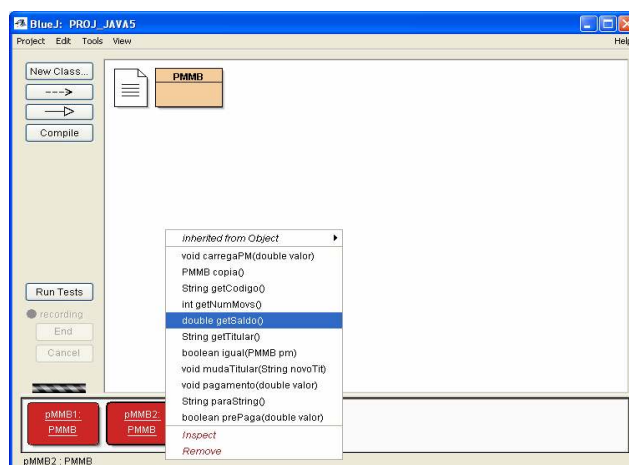 BlueJ: PROJ_JAVA5
Project Edit Tools View Help
New Class...
--->
Compile
PMMB
inherited from Object
void carregaPM(double valor)
PMMB copia()
String getCodigo()
int getNumMovs()
double getSaldo()
String getTitular()
boolean igual(PMMB pm)
void mudaTitular(String novoTit)
void pagamento(double valor)
String paraString()
boolean prePaga(double valor)
Inspect
Remove
Run Tests
recording
End
Cancel
pMMB1:
PMMB
pMMB2:
PMMB
pMMB2 : PMMB